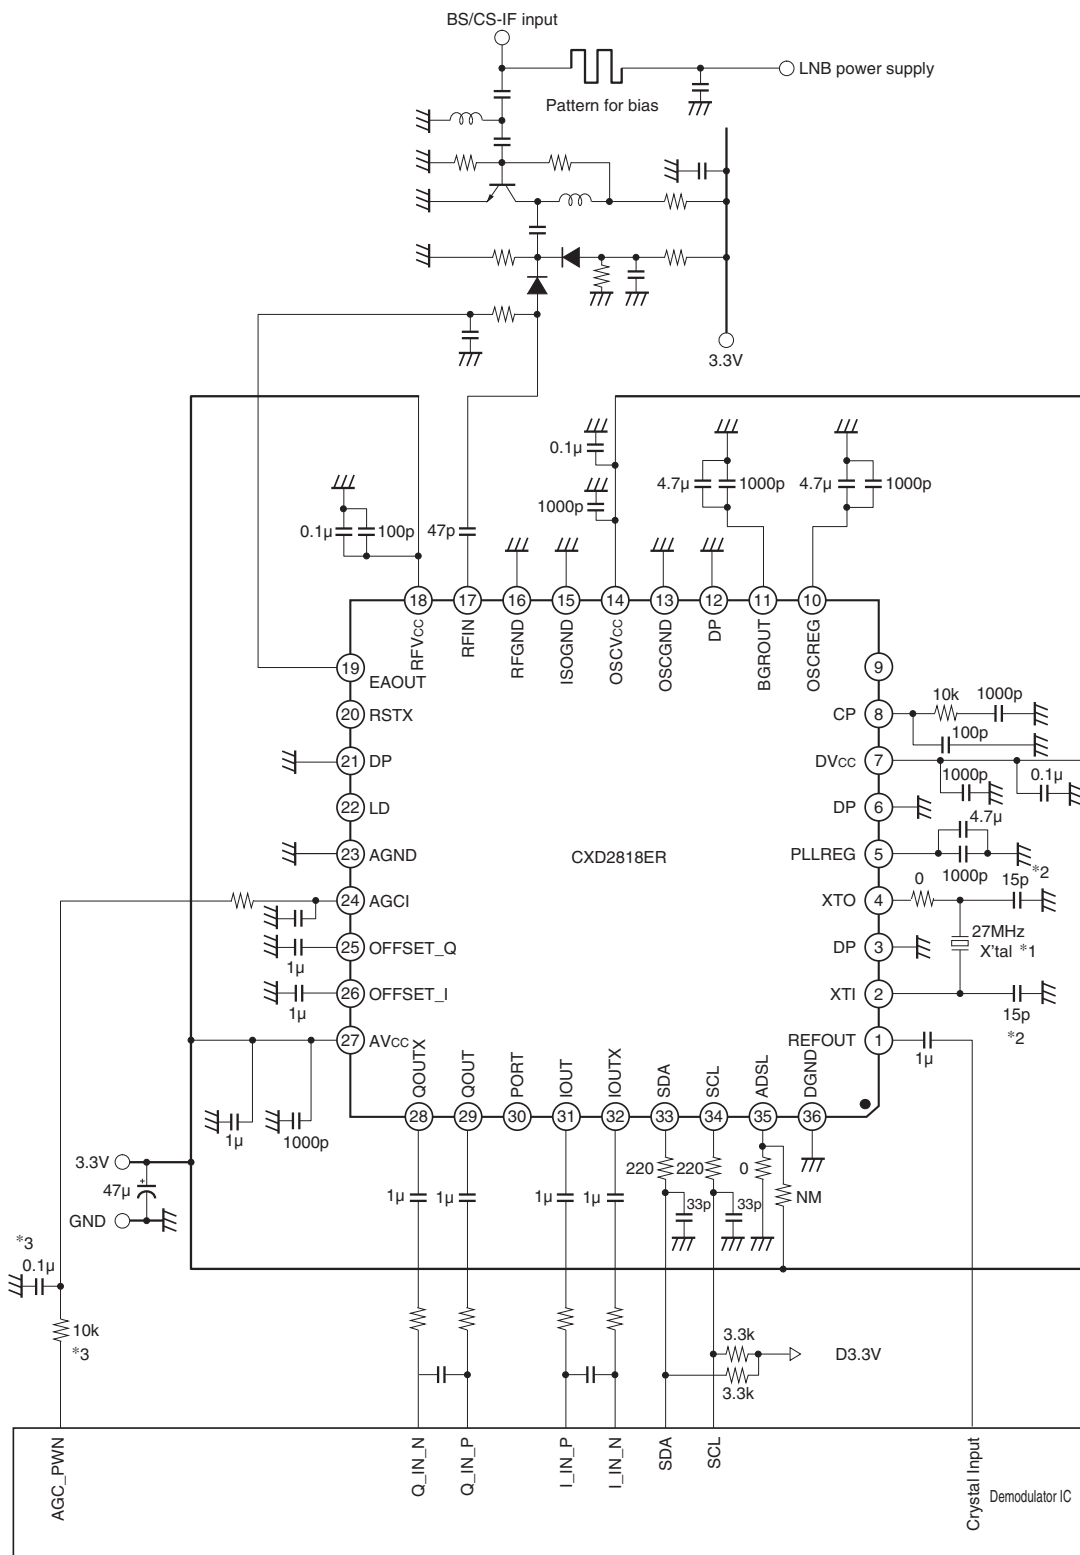 BS/CS-IF input
LNB power supply
Pattern for bias
3.3V
0.1µ
4.7µ
1000p
4.7µ
1000p
1000p
0.1µ
100p
47p
18
17
16
15
14
13
12
11
10
RFVCC
RFIN
RFGND
ISOGND
OSCVCC
OSCGND
DP
BGROUT
OSCREG
19
EAOUT
9
20
RSTX
CP
8
10k
1000p
100p
21
DP
DVCC
7
1000p
0.1µ
22
LD
DP
6
4.7µ
23
AGND
CXD2818ER
PLLREG
5
1000p
15p *2
24
AGCI
XTO
4
0
25
OFFSET_Q
1µ
DP
3
27MHz
X'tal *1
26
OFFSET_I
1µ
XTI
2
15p
*2
27
AVCC
REFOUT
1
1µ
QOUTX
QOUT
PORT
IOUT
IOUTX
SDA
SCL
ADSL
DGND
28
29
30
31
32
33
34
35
36
1µ
1000p
3.3V
47µ
+
GND
1µ
1µ
1µ
1µ
220
220
0
NM
33p
33p
*3
0.1µ
10k
*3
3.3k
D3.3V
3.3k
AGC_PWN
Q_IN_N
Q_IN_P
I_IN_P
I_IN_N
SDA
SCL
Crystal Input
Demodulator IC